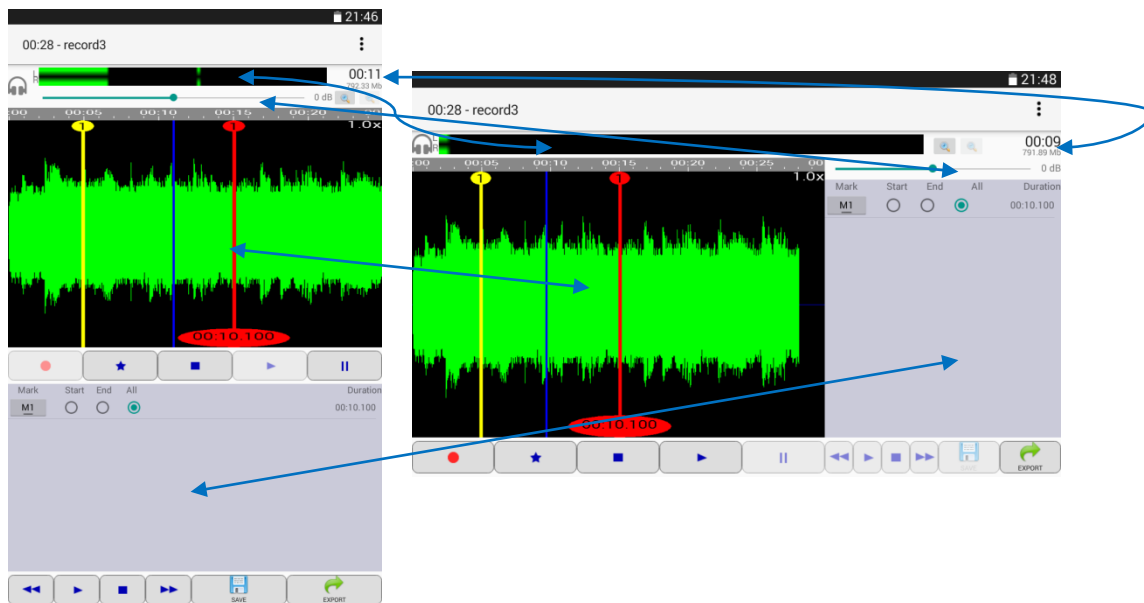 21:46
00:28 - record3
L
R
00:11
792.33 Mb
0 dB
:00 00:05 00:10 00:15 00:20 00
1.0x
1 1
00:10.100
Mark Start End All Duration
M1 00:10.100
SAVE EXPORT
21:48
00:28 - record3
L
R
00:09
791.89 Mb
0 dB
:00 00:05 00:10 00:15 00:20 00:25 00
1.0x
1 1
00:10.100
Mark Start End All Duration
M1 00:10.100
SAVE EXPORT